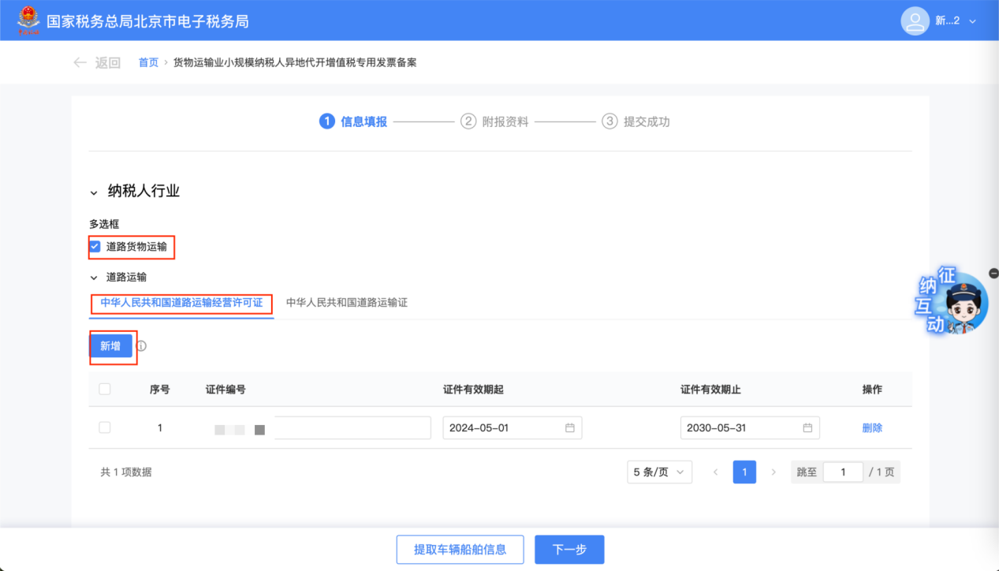 国家税务总局北京市电子税务局
新...2
返回 首页 › 货物运输业小规模纳税人异地代开增值税专用发票备案
1 信息填报 2 附报资料 3 提交成功
纳税人行业
多选框
道路货物运输
道路运输
中华人民共和国道路运输经营许可证 中华人民共和国道路运输证
征纳互动
新增
序号 证件编号 证件有效期起 证件有效期止 操作
1 2024-05-01 2030-05-31 删除
共 1 项数据 5 条/页 1 跳至 1 / 1 页
提取车辆船舶信息 下一步